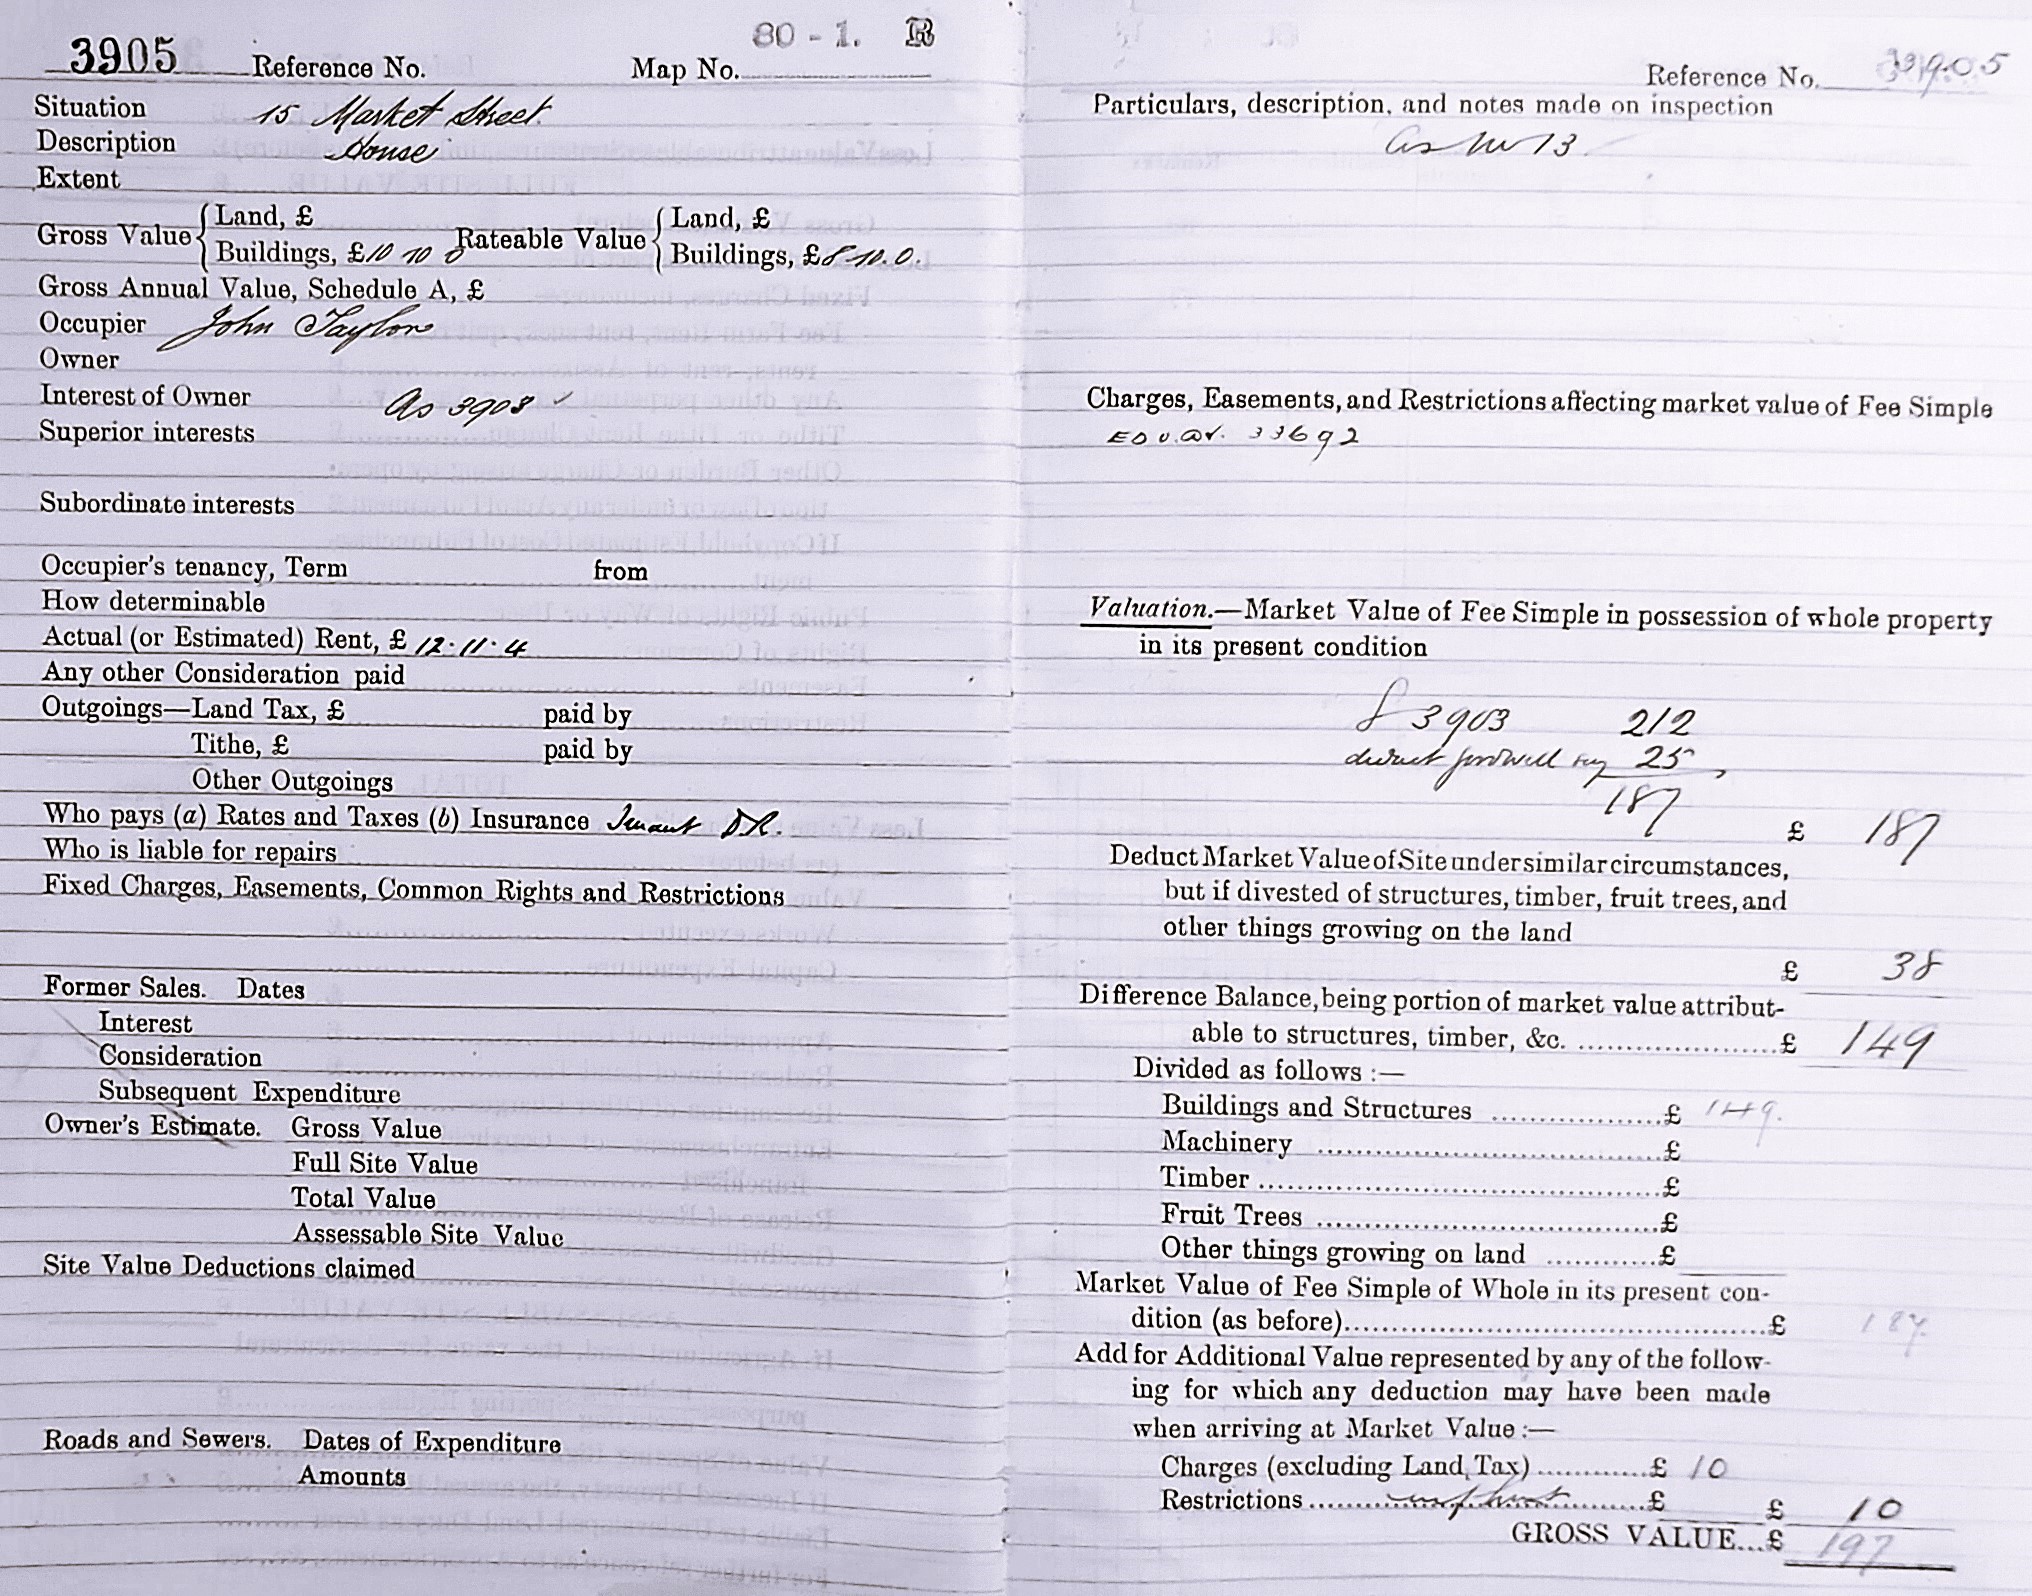 80 - 1. R
3905 Reference No. Map No.
Situation 15 Market Street.
Description House
Extent
Gross Value { Land, £ Rateable Value { Land, £
Buildings, £10 10 0 Buildings, £8-10.0.
Gross Annual Value, Schedule A, £
Occupier John Taylor
Owner
Interest of Owner As 3903
Superior interests
Subordinate interests
Occupier's tenancy, Term from
How determinable
Actual (or Estimated) Rent, £ 12.11.4
Any other Consideration paid
Outgoings—Land Tax, £ paid by
Tithe, £ paid by
Other Outgoings
Who pays (a) Rates and Taxes (b) Insurance Tenant
Who is liable for repairs
Fixed Charges, Easements, Common Rights and Restrictions
Former Sales. Dates
Interest
Consideration
Subsequent Expenditure
Owner's Estimate. Gross Value
Full Site Value
Total Value
Assessable Site Value
Site Value Deductions claimed
Roads and Sewers. Dates of Expenditure
Amounts
Reference No. 3905
Particulars, description, and notes made on inspection
as No 13
Charges, Easements, and Restrictions affecting market value of Fee Simple
33692
Valuation.—Market Value of Fee Simple in possession of whole property
in its present condition
3903 212
deduct say 25
187
£ 187
Deduct Market Value of Site under similar circumstances,
but if divested of structures, timber, fruit trees, and
other things growing on the land
£ 38
Difference Balance, being portion of market value attribut-
able to structures, timber, &c. £ 149
Divided as follows :—
Buildings and Structures £ 149.
Machinery £
Timber £
Fruit Trees £
Other things growing on land £
Market Value of Fee Simple of Whole in its present con-
dition (as before) £ 187.
Add for Additional Value represented by any of the follow-
ing for which any deduction may have been made
when arriving at Market Value :—
Charges (excluding Land Tax) £ 10
Restrictions £ £ 10
GROSS VALUE...£ 197